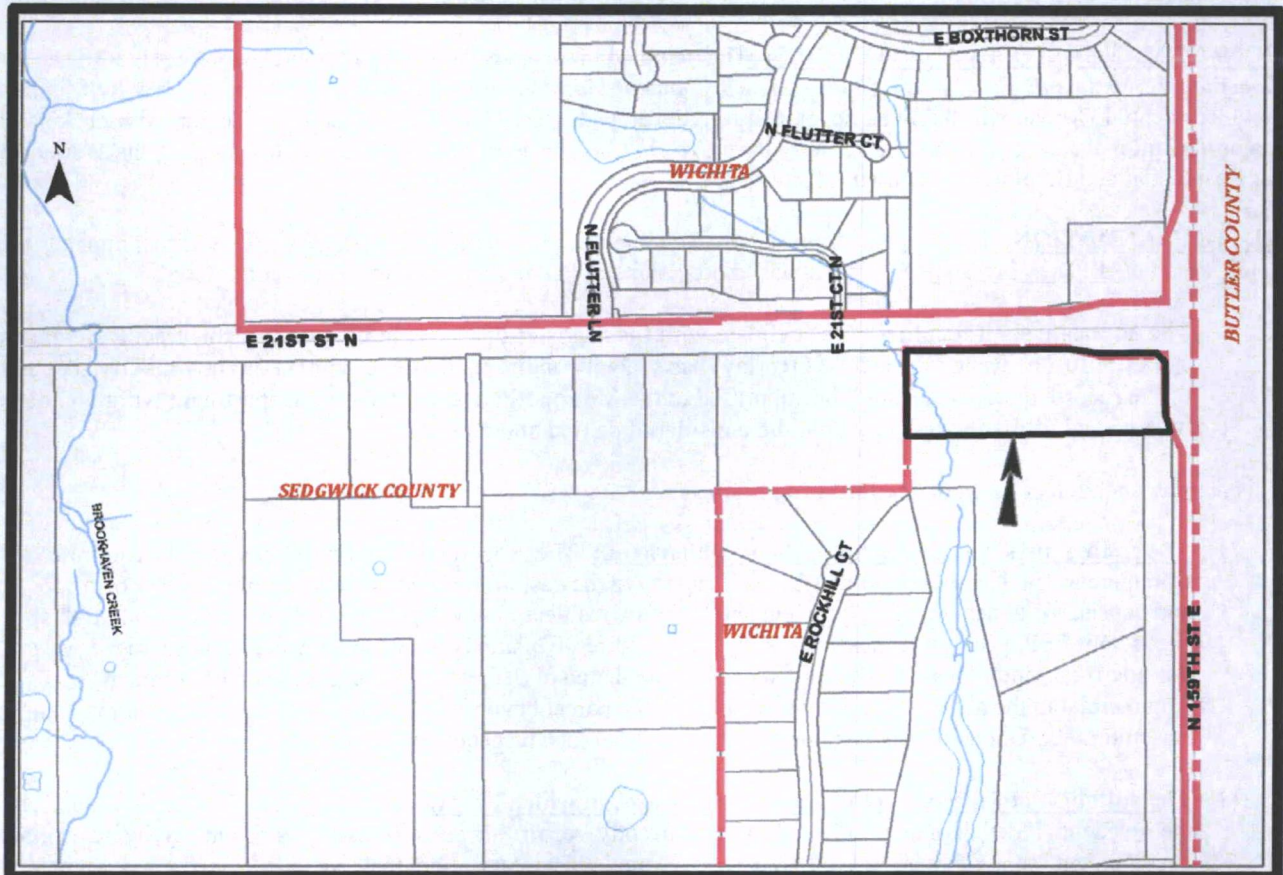 E BOXTHORN ST
N
N FLUTTER CT
WICHITA
BUTLER COUNTY
N FLUTTER LN
E 21ST CT N
E 21ST ST N
SEDGWICK COUNTY
BROOKHAVEN CREEK
E ROCKHILL CT
WICHITA
N 159TH ST E